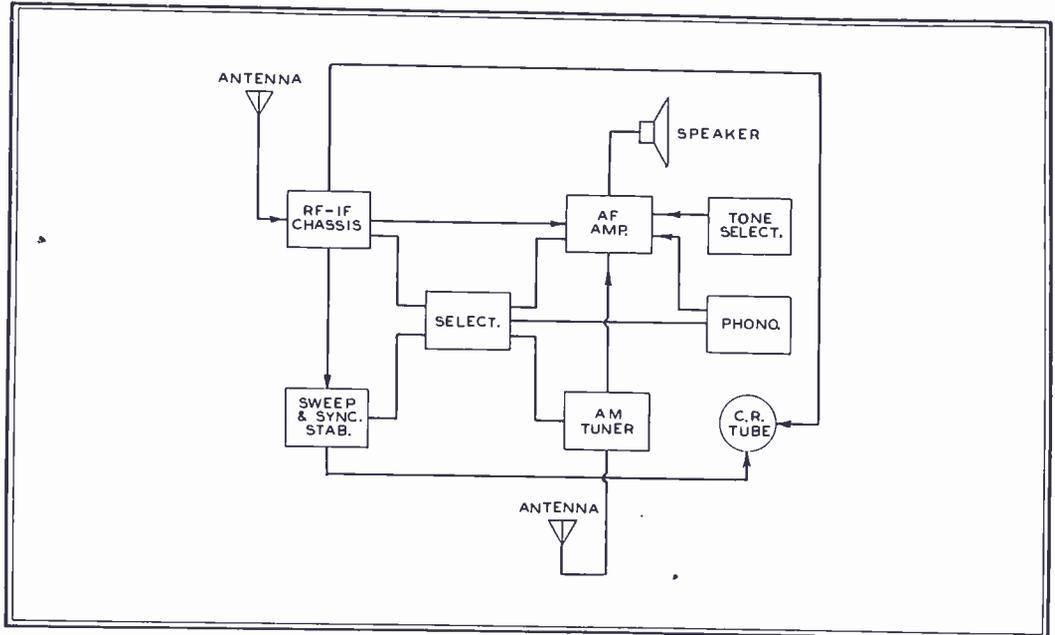 ANTENNA
SPEAKER
RF-IF
CHASSIS
AF
AMP.
TONE
SELECT.
SELECT.
PHONO.
SWEEP
& SYNC.
STAB.
AM
TUNER
C.R.
TUBE
ANTENNA